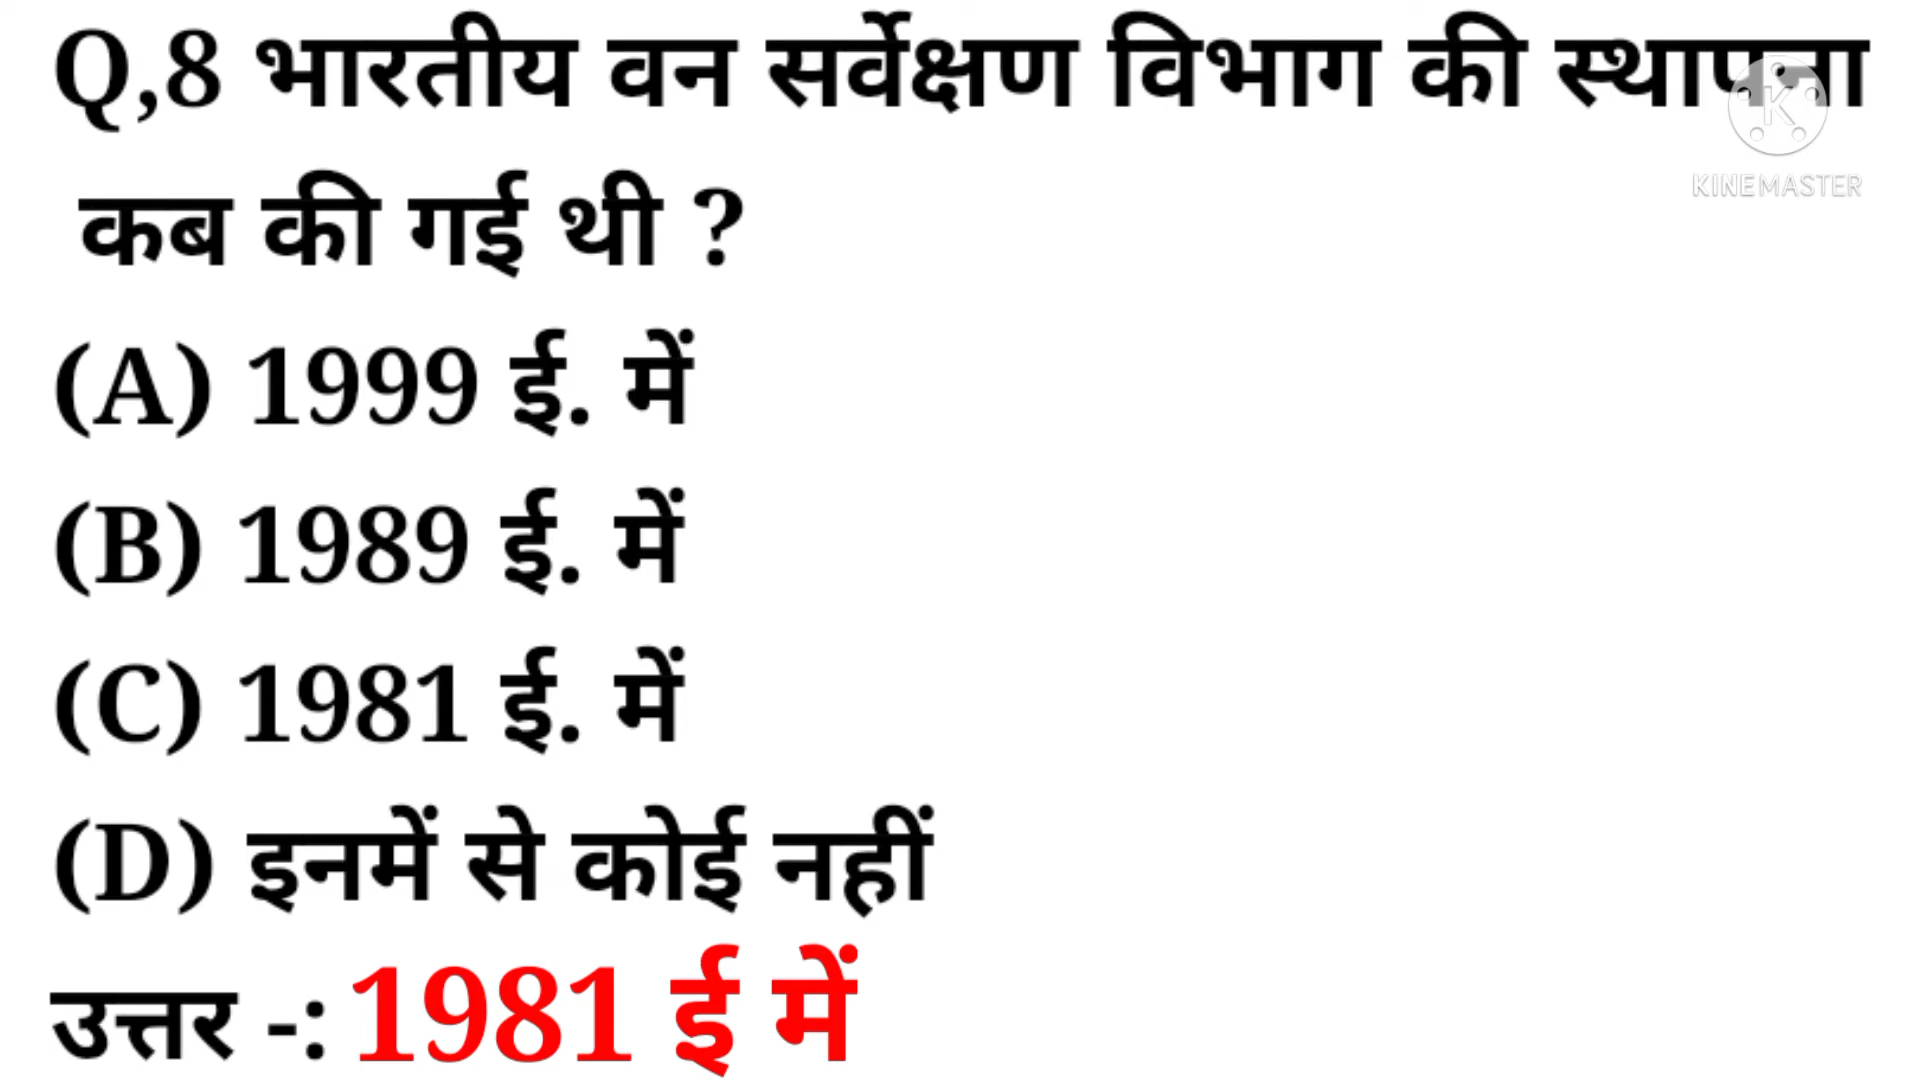 Q,8 भारतीय वन सर्वेक्षण विभाग की स्थापना
कब की गई थी ?
KINEMASTER
(A) 1999 ई. में
(B) 1989 ई. में
(C) 1981 ई. में
(D) इनमें से कोई नहीं
उत्तर -: 1981 ई में